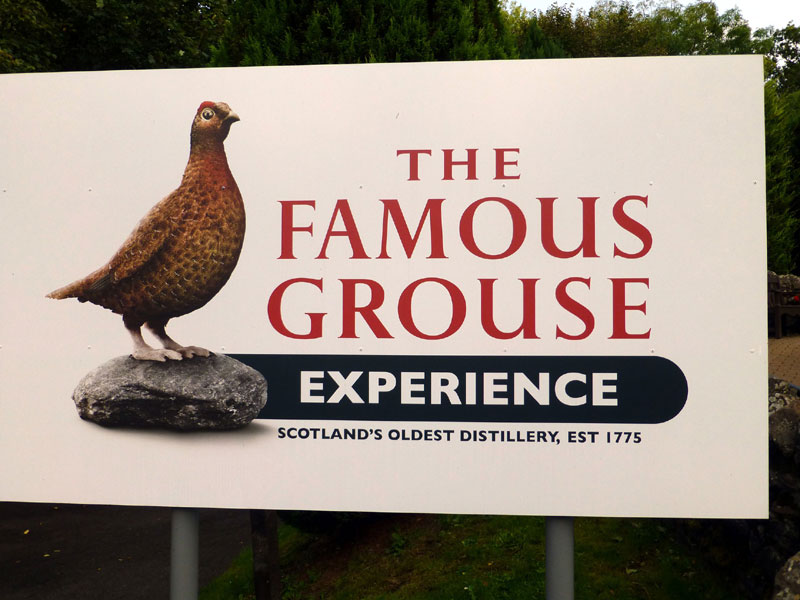 THE
FAMOUS
GROUSE
EXPERIENCE
SCOTLAND'S OLDEST DISTILLERY, EST 1775